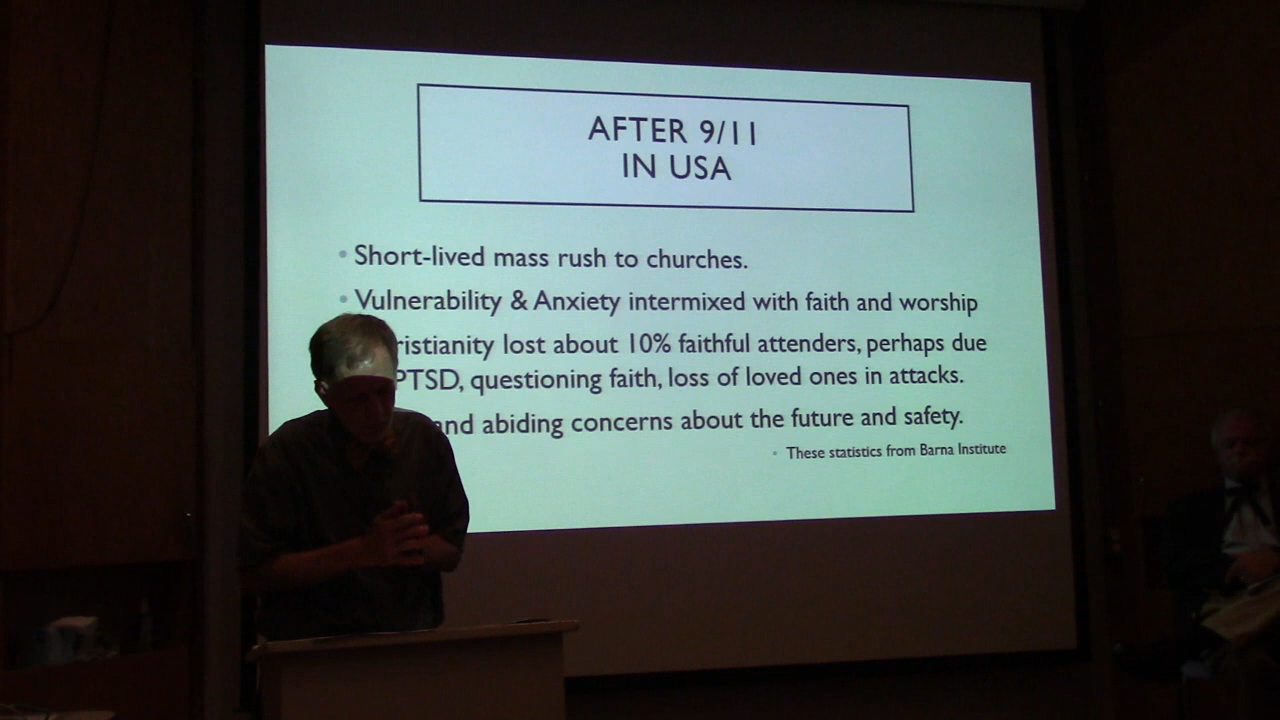 AFTER 9/11
IN USA
• Short-lived mass rush to churches.
• Vulnerability & Anxiety intermixed with faith and worship
ristianity lost about 10% faithful attenders, perhaps due
PTSD, questioning faith, loss of loved ones in attacks.
and abiding concerns about the future and safety.
• These statistics from Barna Institute